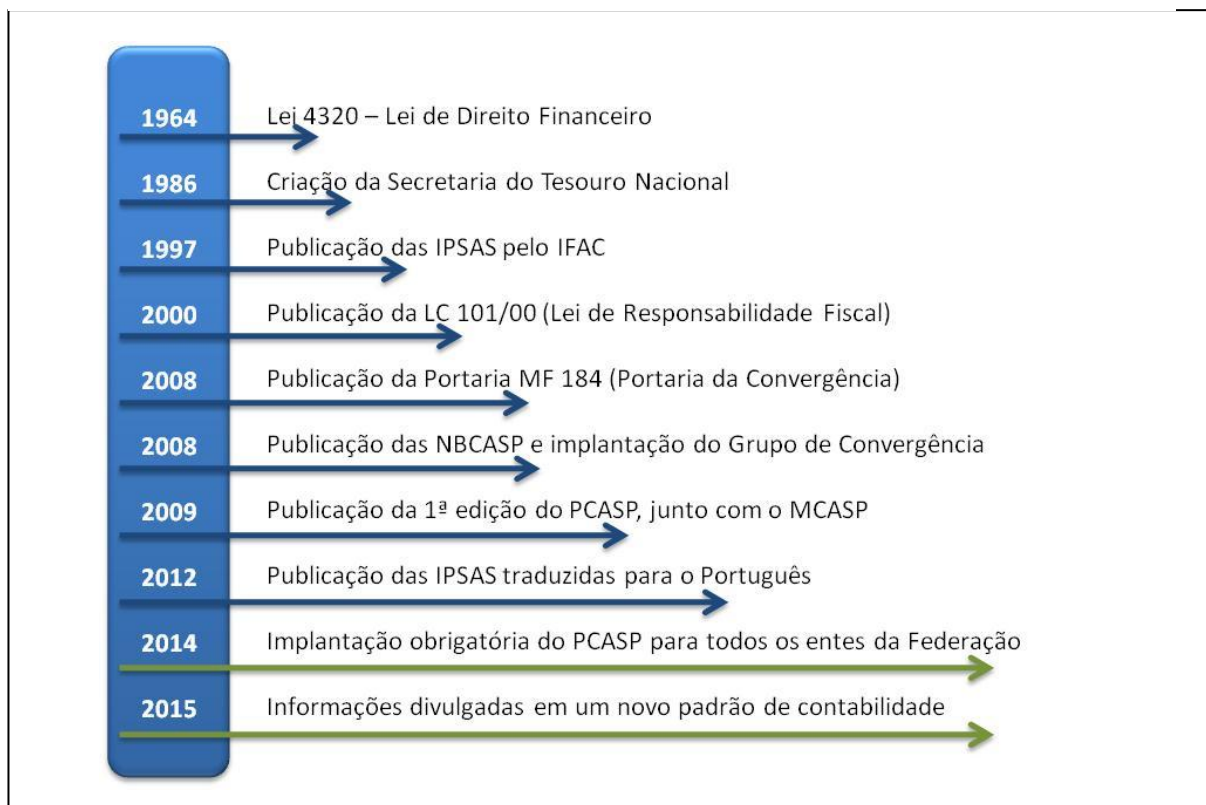 1964 Lei 4320 – Lei de Direito Financeiro
1986 Criação da Secretaria do Tesouro Nacional
1997 Publicação das IPSAS pelo IFAC
2000 Publicação da LC 101/00 (Lei de Responsabilidade Fiscal)
2008 Publicação da Portaria MF 184 (Portaria da Convergência)
2008 Publicação das NBCASP e implantação do Grupo de Convergência
2009 Publicação da 1ª edição do PCASP, junto com o MCASP
2012 Publicação das IPSAS traduzidas para o Português
2014 Implantação obrigatória do PCASP para todos os entes da Federação
2015 Informações divulgadas em um novo padrão de contabilidade